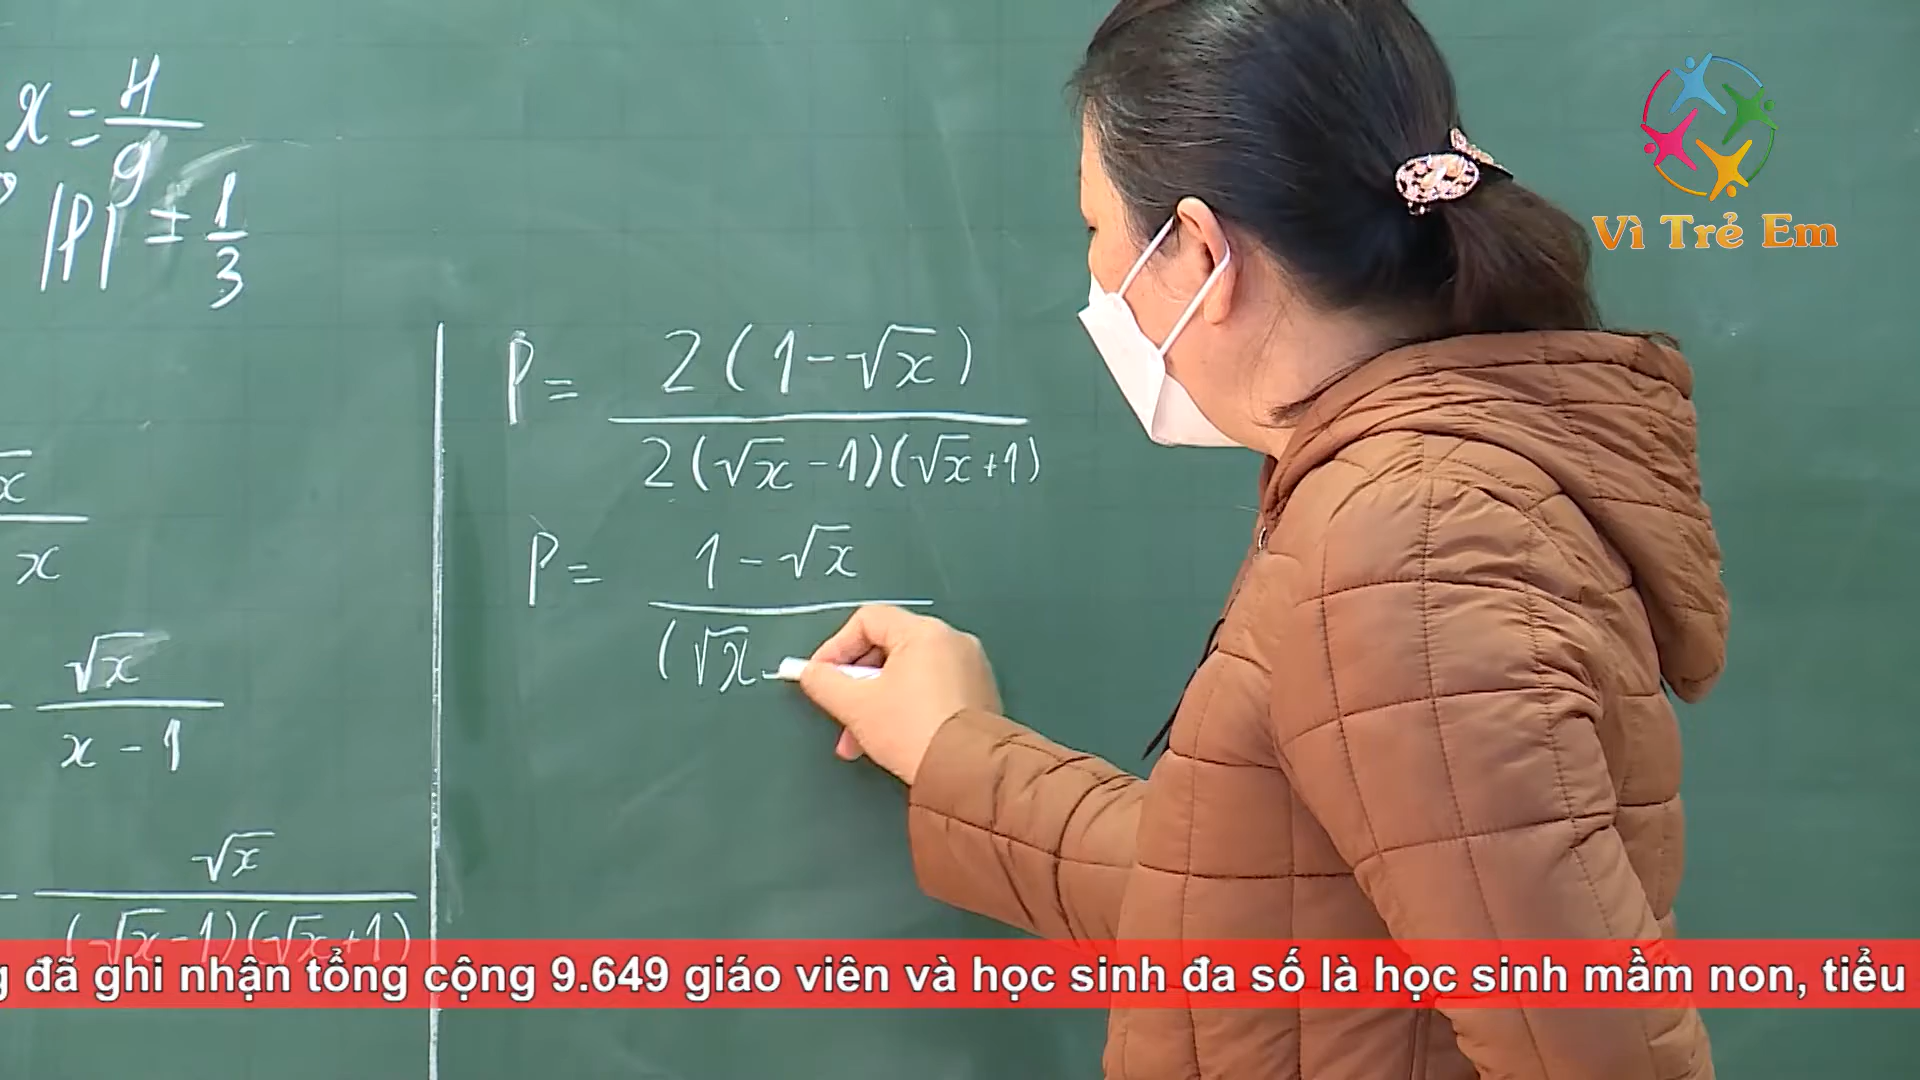 x = 4/9
|P| = 1/3
√x
x
√x / x - 1
√x / (√x - 1)(√x + 1)
P = 2(1 - √x) / 2(√x - 1)(√x + 1)
P = 1 - √x / (√x -
Vì Trẻ Em
đã ghi nhận tổng cộng 9.649 giáo viên và học sinh đa số là học sinh mầm non, tiểu